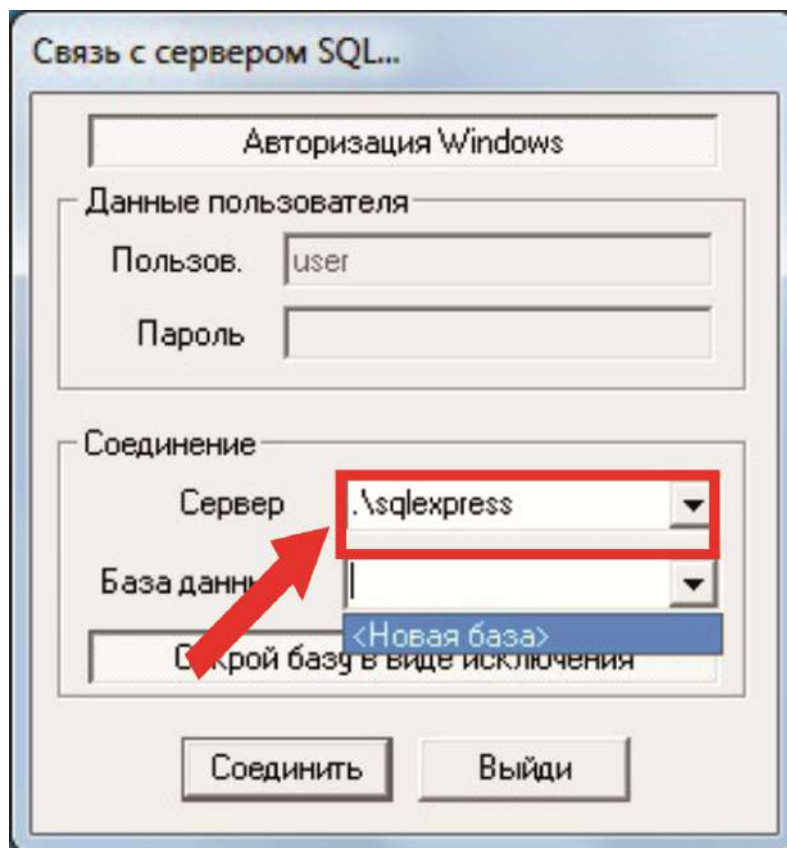 Связь с сервером SQL...
Авторизация Windows
Данные пользователя
Пользов. user
Пароль
Соединение
Сервер .\sqlexpress
База
<Новая база>
базу в виде исключения
Соединить Выйди